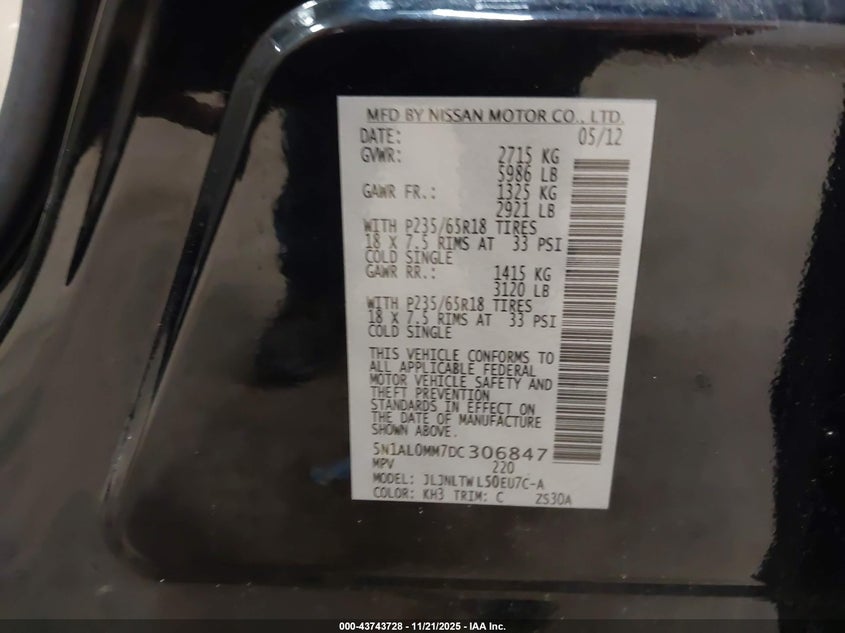 MFD BY NISSAN MOTOR CO., LTD.
DATE: 05/12
GVWR: 2715 KG
5986 LB
GAWR FR.: 1325 KG
2921 LB
WITH P235/65R18 TIRES
18 X 7.5 RIMS AT 33 PSI
COLD SINGLE
GAWR RR.: 1415 KG
3120 LB
WITH P235/65R18 TIRES
18 X 7.5 RIMS AT 33 PSI
COLD SINGLE
THIS VEHICLE CONFORMS TO
ALL APPLICABLE FEDERAL
MOTOR VEHICLE SAFETY AND
THEFT PREVENTION
STANDARDS IN EFFECT ON
THE DATE OF MANUFACTURE
SHOWN ABOVE.
5N1AL0MM7DC306847
MPV 220
MODEL: JLJNLTWL50EU7C-A
COLOR: KH3 TRIM: C ZS30A
000-43743728 - 11/21/2025 - IAA Inc.